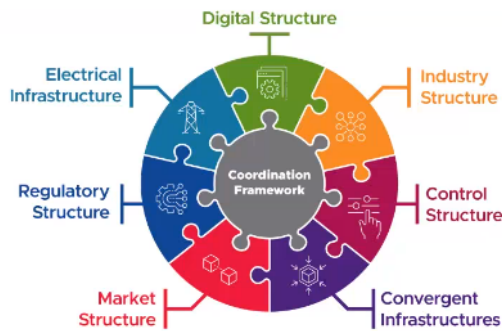 Digital Structure
Electrical
Infrastructure
Industry
Structure
Coordination
Framework
Regulatory
Structure
Control
Structure
Market
Structure
Convergent
Infrastructures